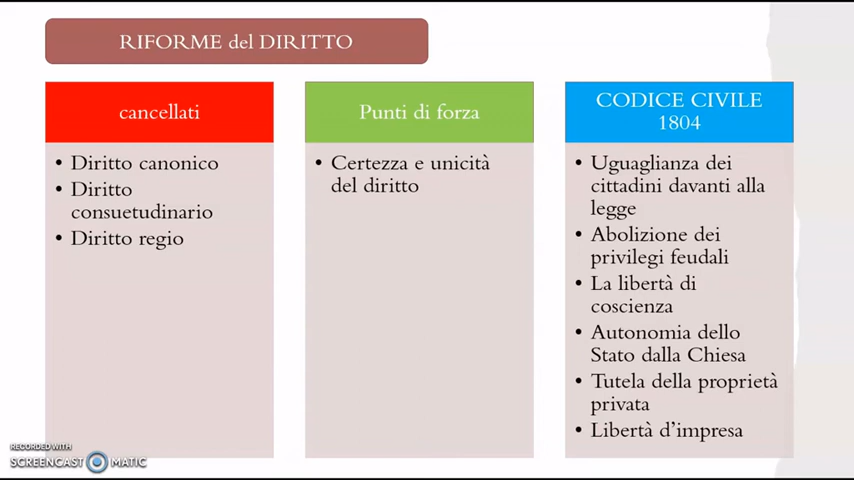 RIFORME del DIRITTO
cancellati
• Diritto canonico
• Diritto
consuetudinario
• Diritto regio
Punti di forza
• Certezza e unicità
del diritto
CODICE CIVILE
1804
• Uguaglianza dei
cittadini davanti alla
legge
• Abolizione dei
privilegi feudali
• La libertà di
coscienza
• Autonomia dello
Stato dalla Chiesa
• Tutela della proprietà
privata
• Libertà d'impresa
RECORDED WITH
SCREENCAST MATIC